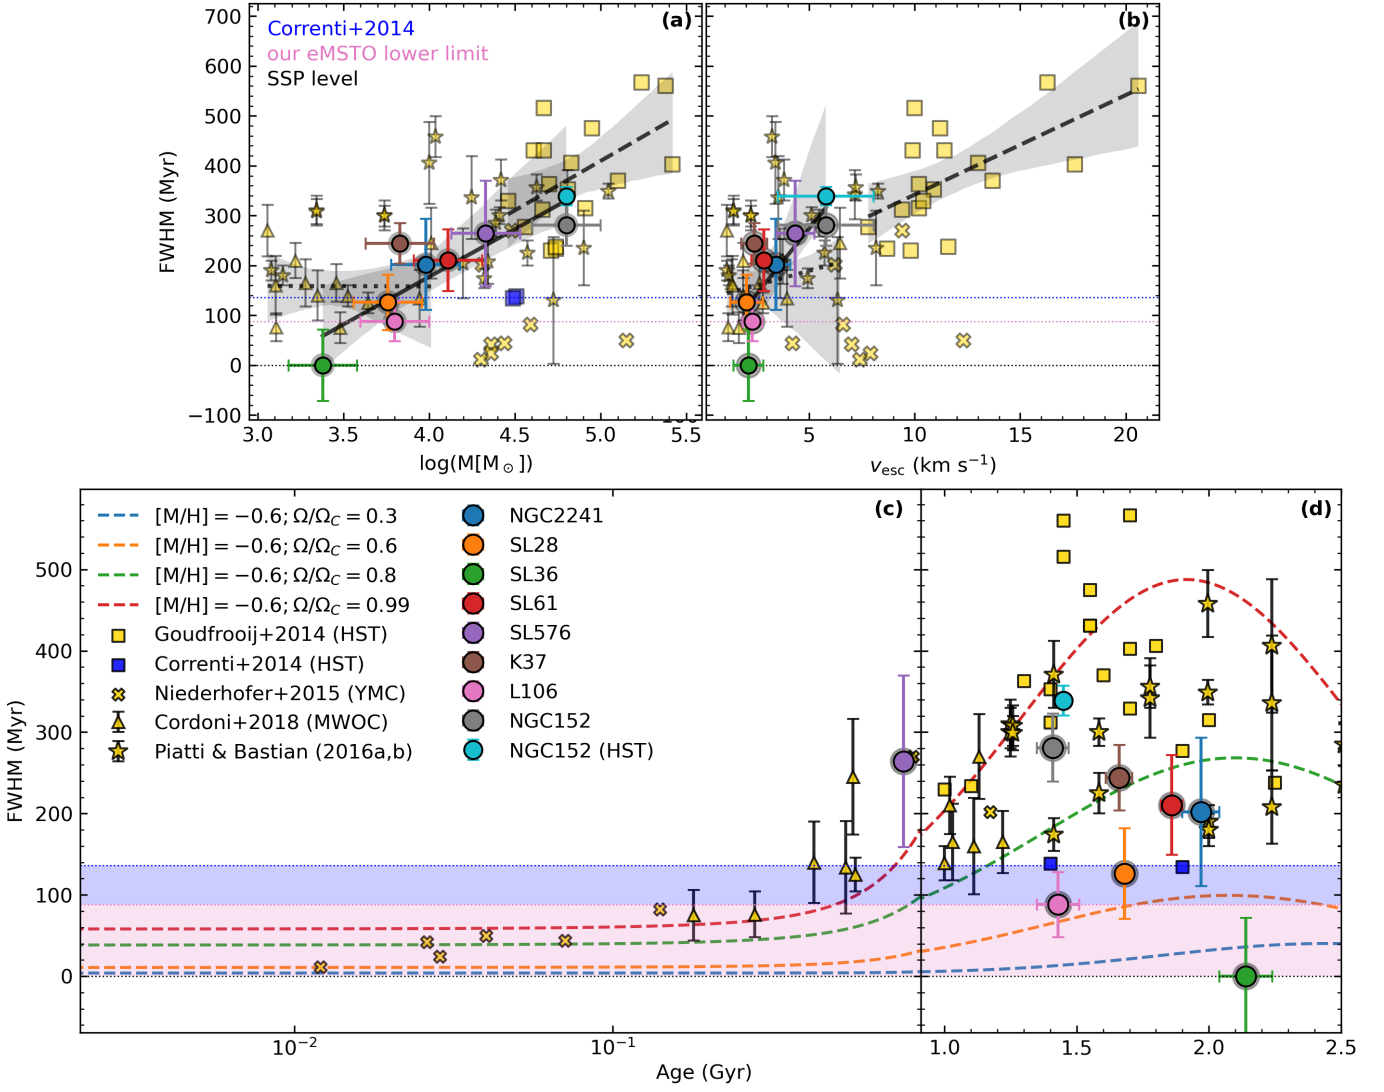 (a)
(b)
Correnti+2014
our eMSTO lower limit
SSP level
700
600
500
400
300
200
100
0
−100
FWHM (Myr)
3.0 3.5 4.0 4.5 5.0 5.5
5 10 15 20
log(M[M⊙])
v_esc (km s⁻¹)
(c)
(d)
[M/H] = −0.6; Ω/Ω_C = 0.3
[M/H] = −0.6; Ω/Ω_C = 0.6
[M/H] = −0.6; Ω/Ω_C = 0.8
[M/H] = −0.6; Ω/Ω_C = 0.99
Goudfrooij+2014 (HST)
Correnti+2014 (HST)
Niederhofer+2015 (YMC)
Cordoni+2018 (MWOC)
Piatti & Bastian (2016a,b)
NGC2241
SL28
SL36
SL61
SL576
K37
L106
NGC152
NGC152 (HST)
500
400
300
200
100
0
FWHM (Myr)
10⁻² 10⁻¹
1.0 1.5 2.0 2.5
Age (Gyr)